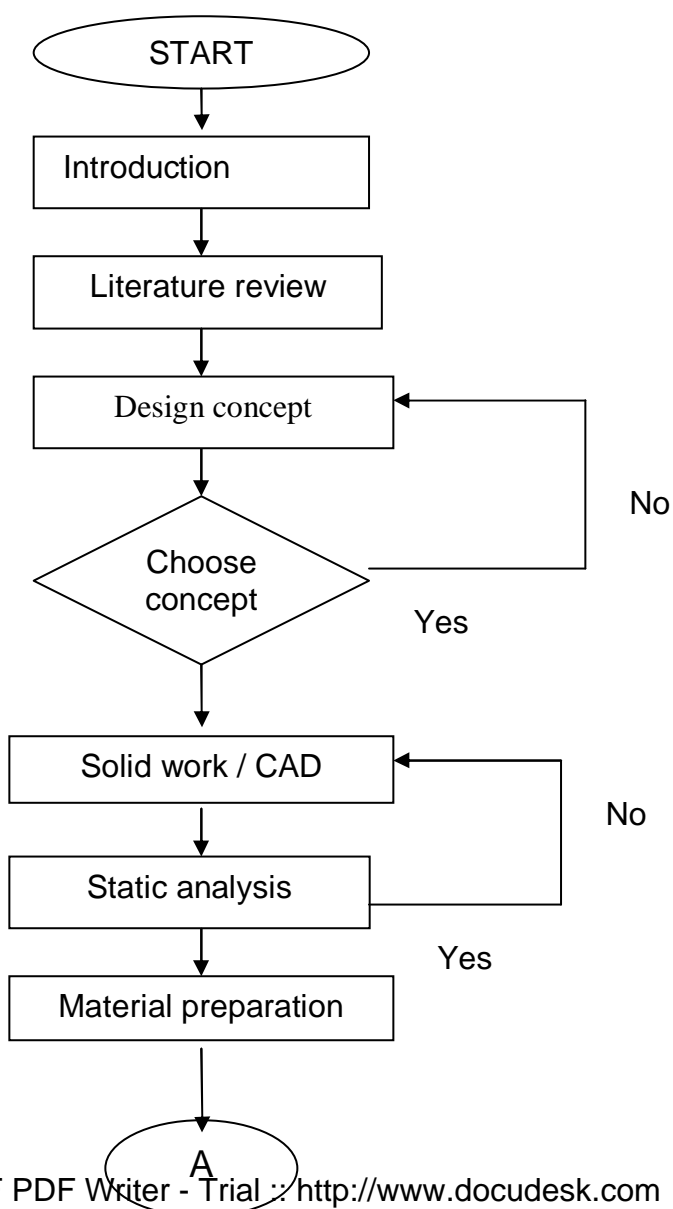 START
Introduction
Literature review
Design concept
No
Choose
concept
Yes
Solid work / CAD
No
Static analysis
Yes
Material preparation
A
PDF Writer - Trial :: http://www.docudesk.com